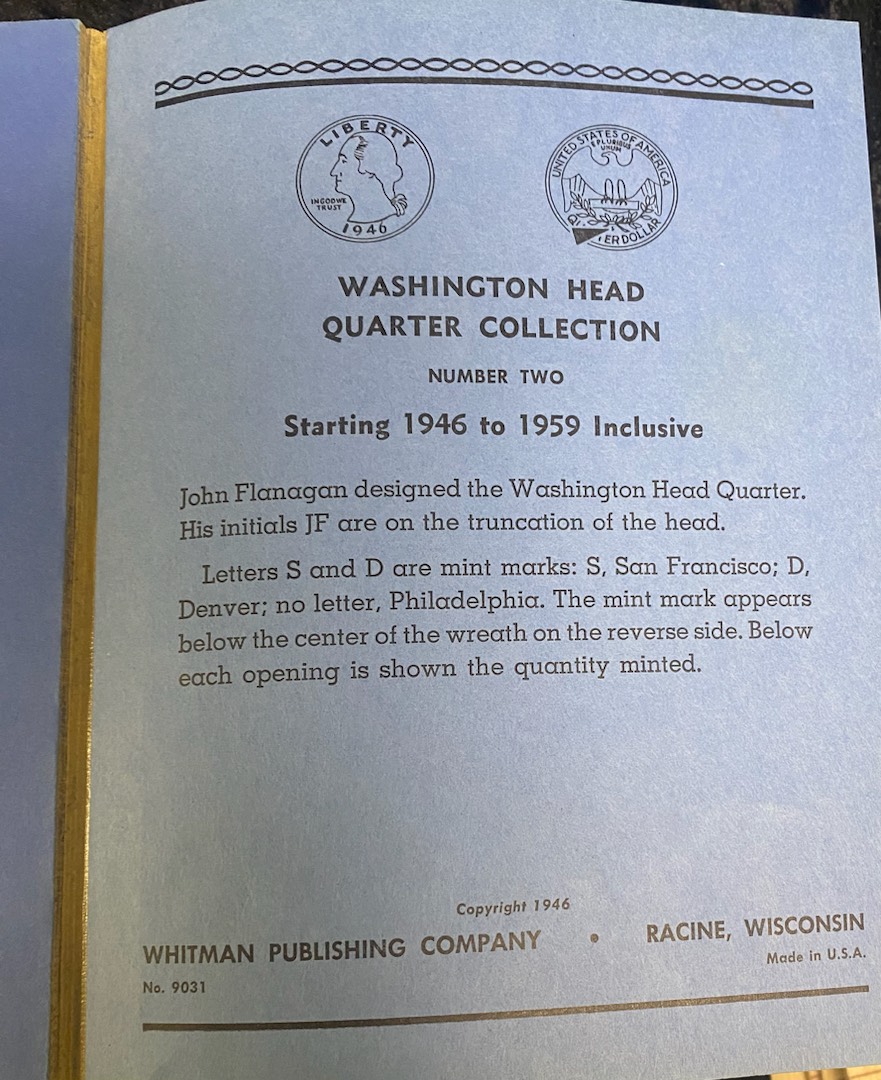 LIBERTY
IN GOD WE
TRUST
1946
UNITED STATES OF AMERICA
E PLURIBUS
UNUM
ER DOLLAR
WASHINGTON HEAD
QUARTER COLLECTION
NUMBER TWO
Starting 1946 to 1959 Inclusive
John Flanagan designed the Washington Head Quarter.
His initials JF are on the truncation of the head.
Letters S and D are mint marks: S, San Francisco; D,
Denver; no letter, Philadelphia. The mint mark appears
below the center of the wreath on the reverse side. Below
each opening is shown the quantity minted.
Copyright 1946
WHITMAN PUBLISHING COMPANY • RACINE, WISCONSIN
No. 9031
Made in U.S.A.